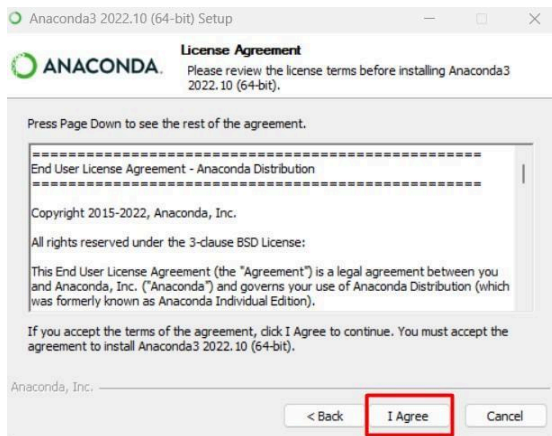 Anaconda3 2022.10 (64-bit) Setup
ANACONDA.
License Agreement
Please review the license terms before installing Anaconda3
2022.10 (64-bit).
Press Page Down to see the rest of the agreement.
====================================================
End User License Agreement - Anaconda Distribution
====================================================
Copyright 2015-2022, Anaconda, Inc.
All rights reserved under the 3-clause BSD License:
This End User License Agreement (the "Agreement") is a legal agreement between you
and Anaconda, Inc. ("Anaconda") and governs your use of Anaconda Distribution (which
was formerly known as Anaconda Individual Edition).
If you accept the terms of the agreement, click I Agree to continue. You must accept the
agreement to install Anaconda3 2022.10 (64-bit).
Anaconda, Inc.
< Back
I Agree
Cancel